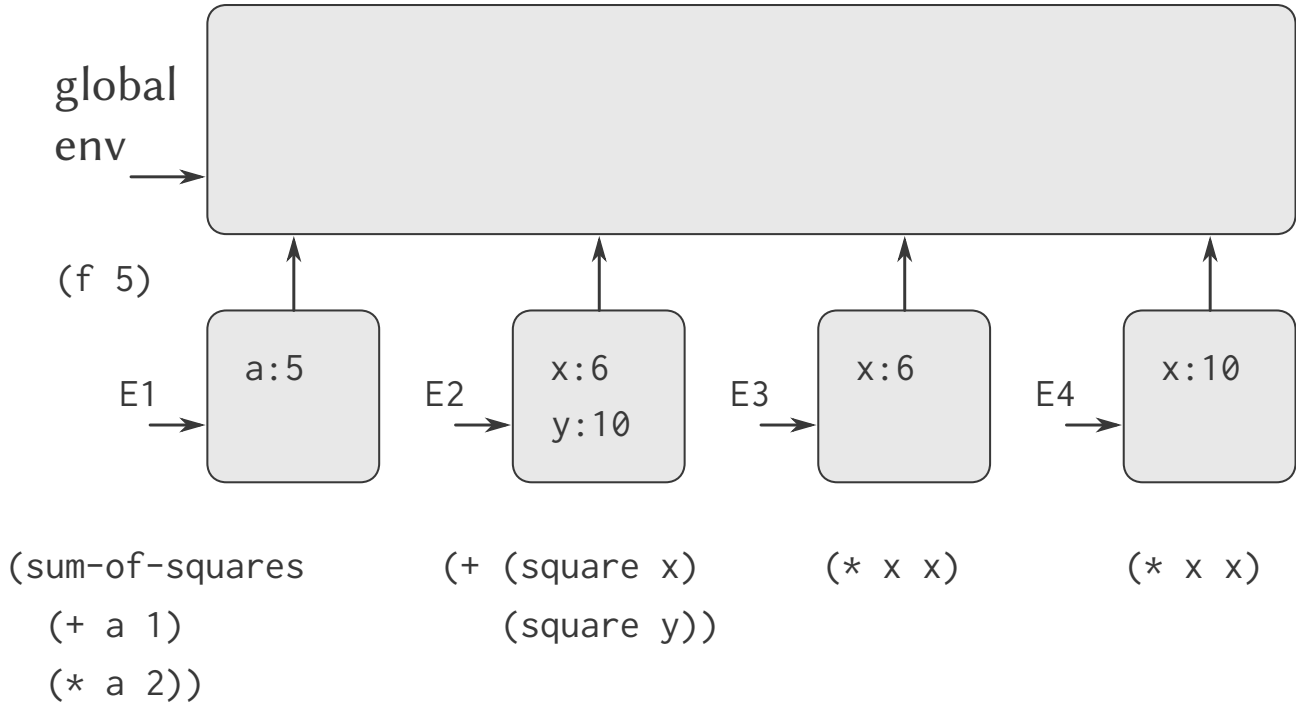 global
env
(f 5)
E1
a:5
E2
x:6
y:10
E3
x:6
E4
x:10
(sum-of-squares
(+ a 1)
(* a 2))
(+ (square x)
(square y))
(* x x)
(* x x)